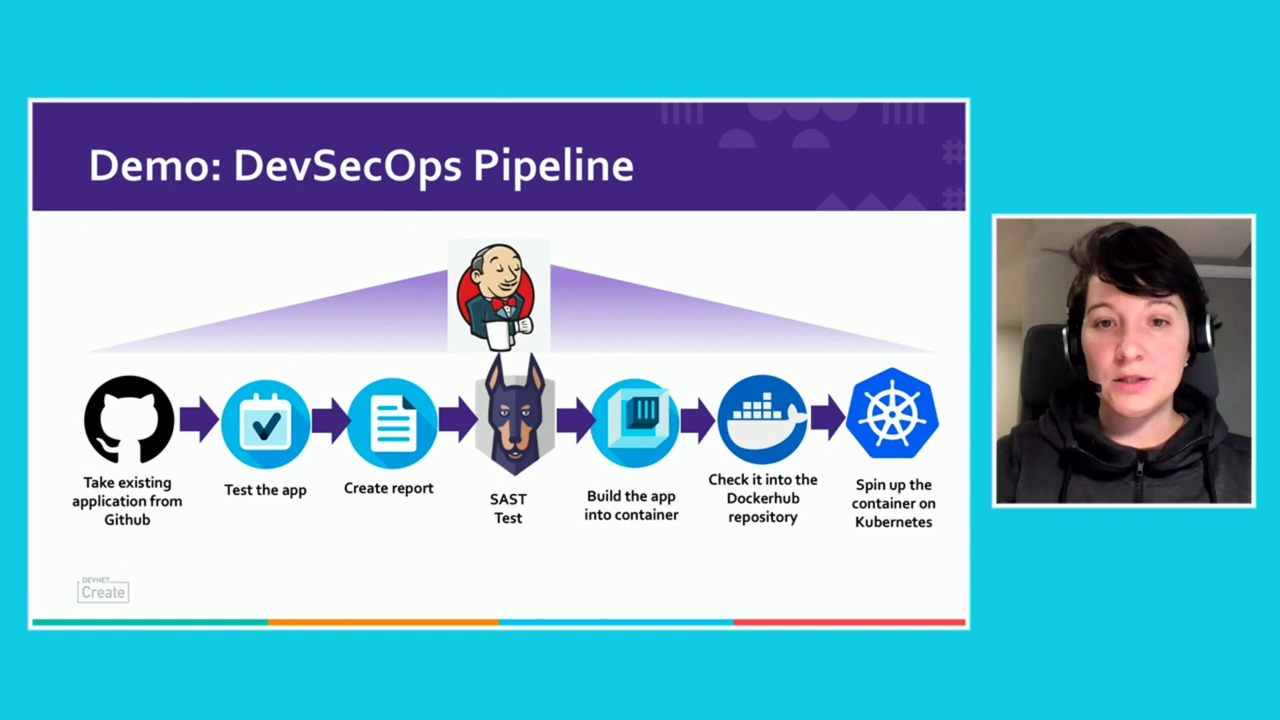 Demo: DevSecOps Pipeline
Take existing
application from
Github
Test the app
Create report
SAST
Test
Build the app
into container
Check it into the
Dockerhub
repository
Spin up the
container on
Kubernetes
DEVNET
Create